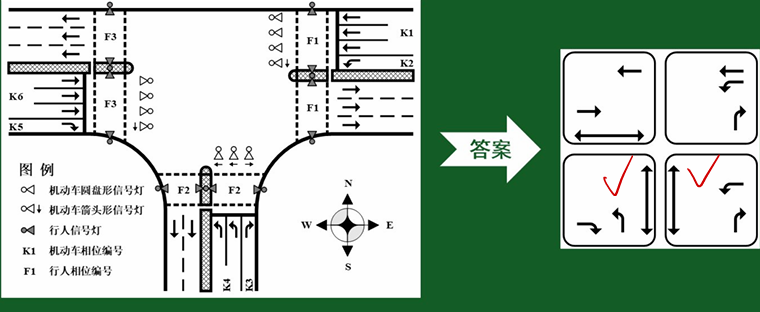 F3
F1
K1
K2
K6
F3
F1
K5
答案
图 例
机动车圆盘形信号灯
机动车箭头形信号灯
行人信号灯
K1 机动车相位编号
F1 行人相位编号
F2
F2
N
W
E
S
K4
K3